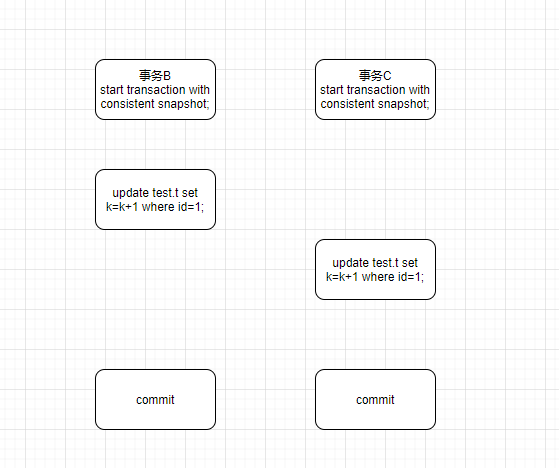 事务B
start transaction with
consistent snapshot;
事务C
start transaction with
consistent snapshot;
update test.t set
k=k+1 where id=1;
update test.t set
k=k+1 where id=1;
commit
commit